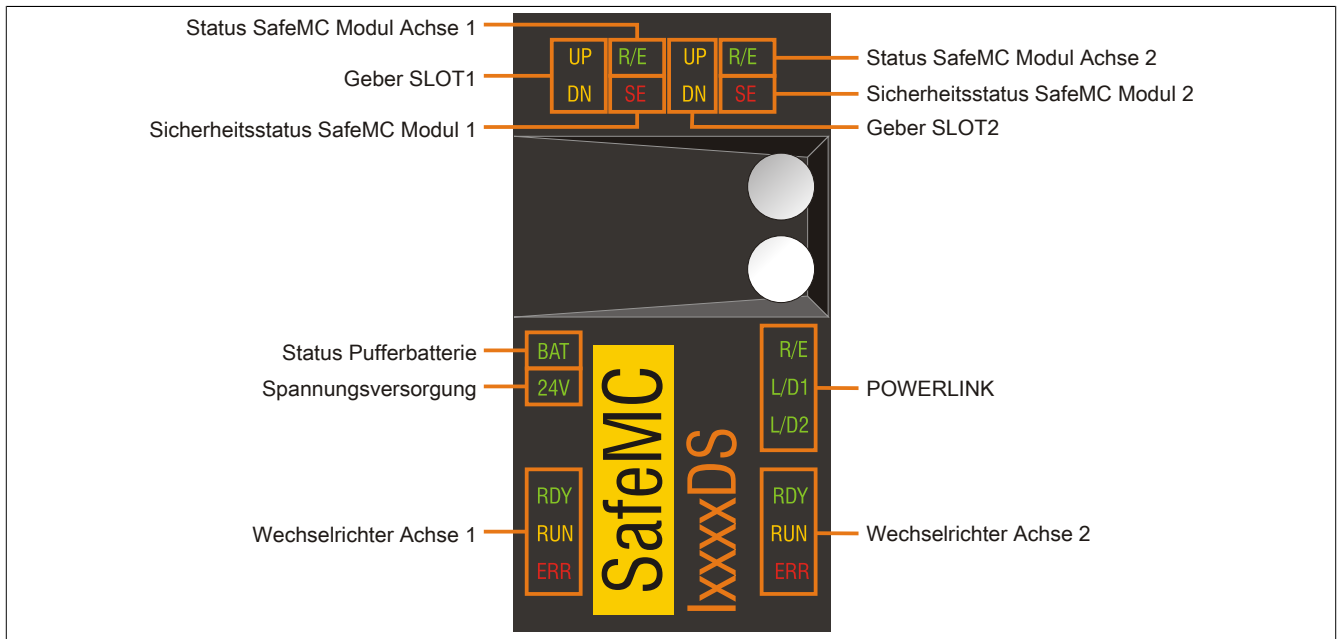 Status SafeMC Modul Achse 1
Geber SLOT1
Sicherheitsstatus SafeMC Modul 1
UP R/E UP R/E
DN SE DN SE
Status SafeMC Modul Achse 2
Sicherheitsstatus SafeMC Modul 2
Geber SLOT2
Status Pufferbatterie
Spannungsversorgung
BAT
24V
R/E
L/D1
L/D2
POWERLINK
SafeMC
IxxxxDS
Wechselrichter Achse 1
RDY
RUN
ERR
RDY
RUN
ERR
Wechselrichter Achse 2